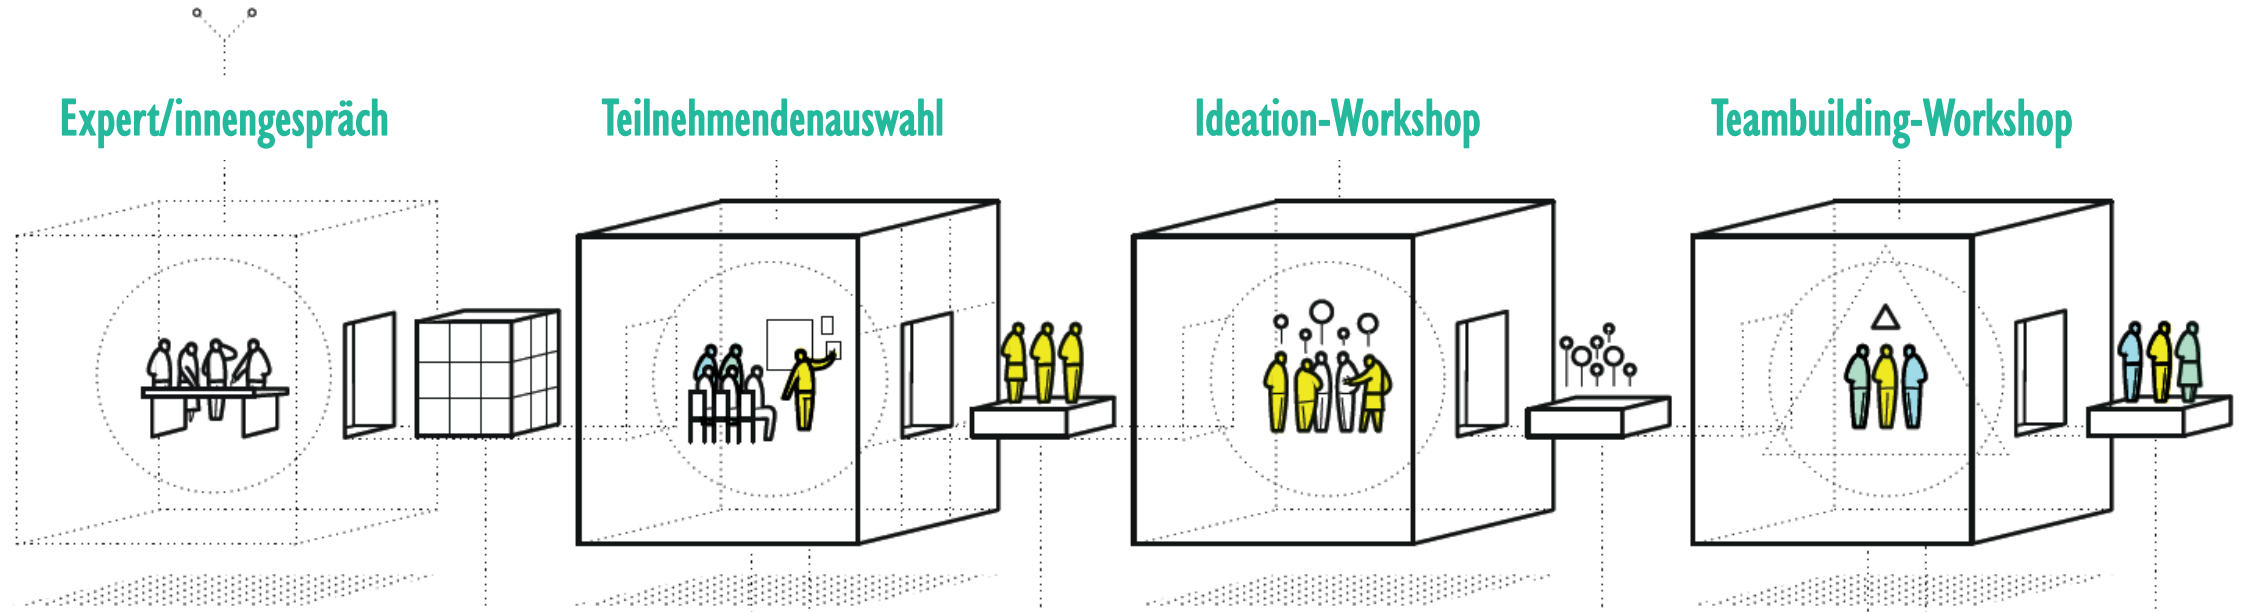 Expert/innengespräch
Teilnehmendenauswahl
Ideation-Workshop
Teambuilding-Workshop